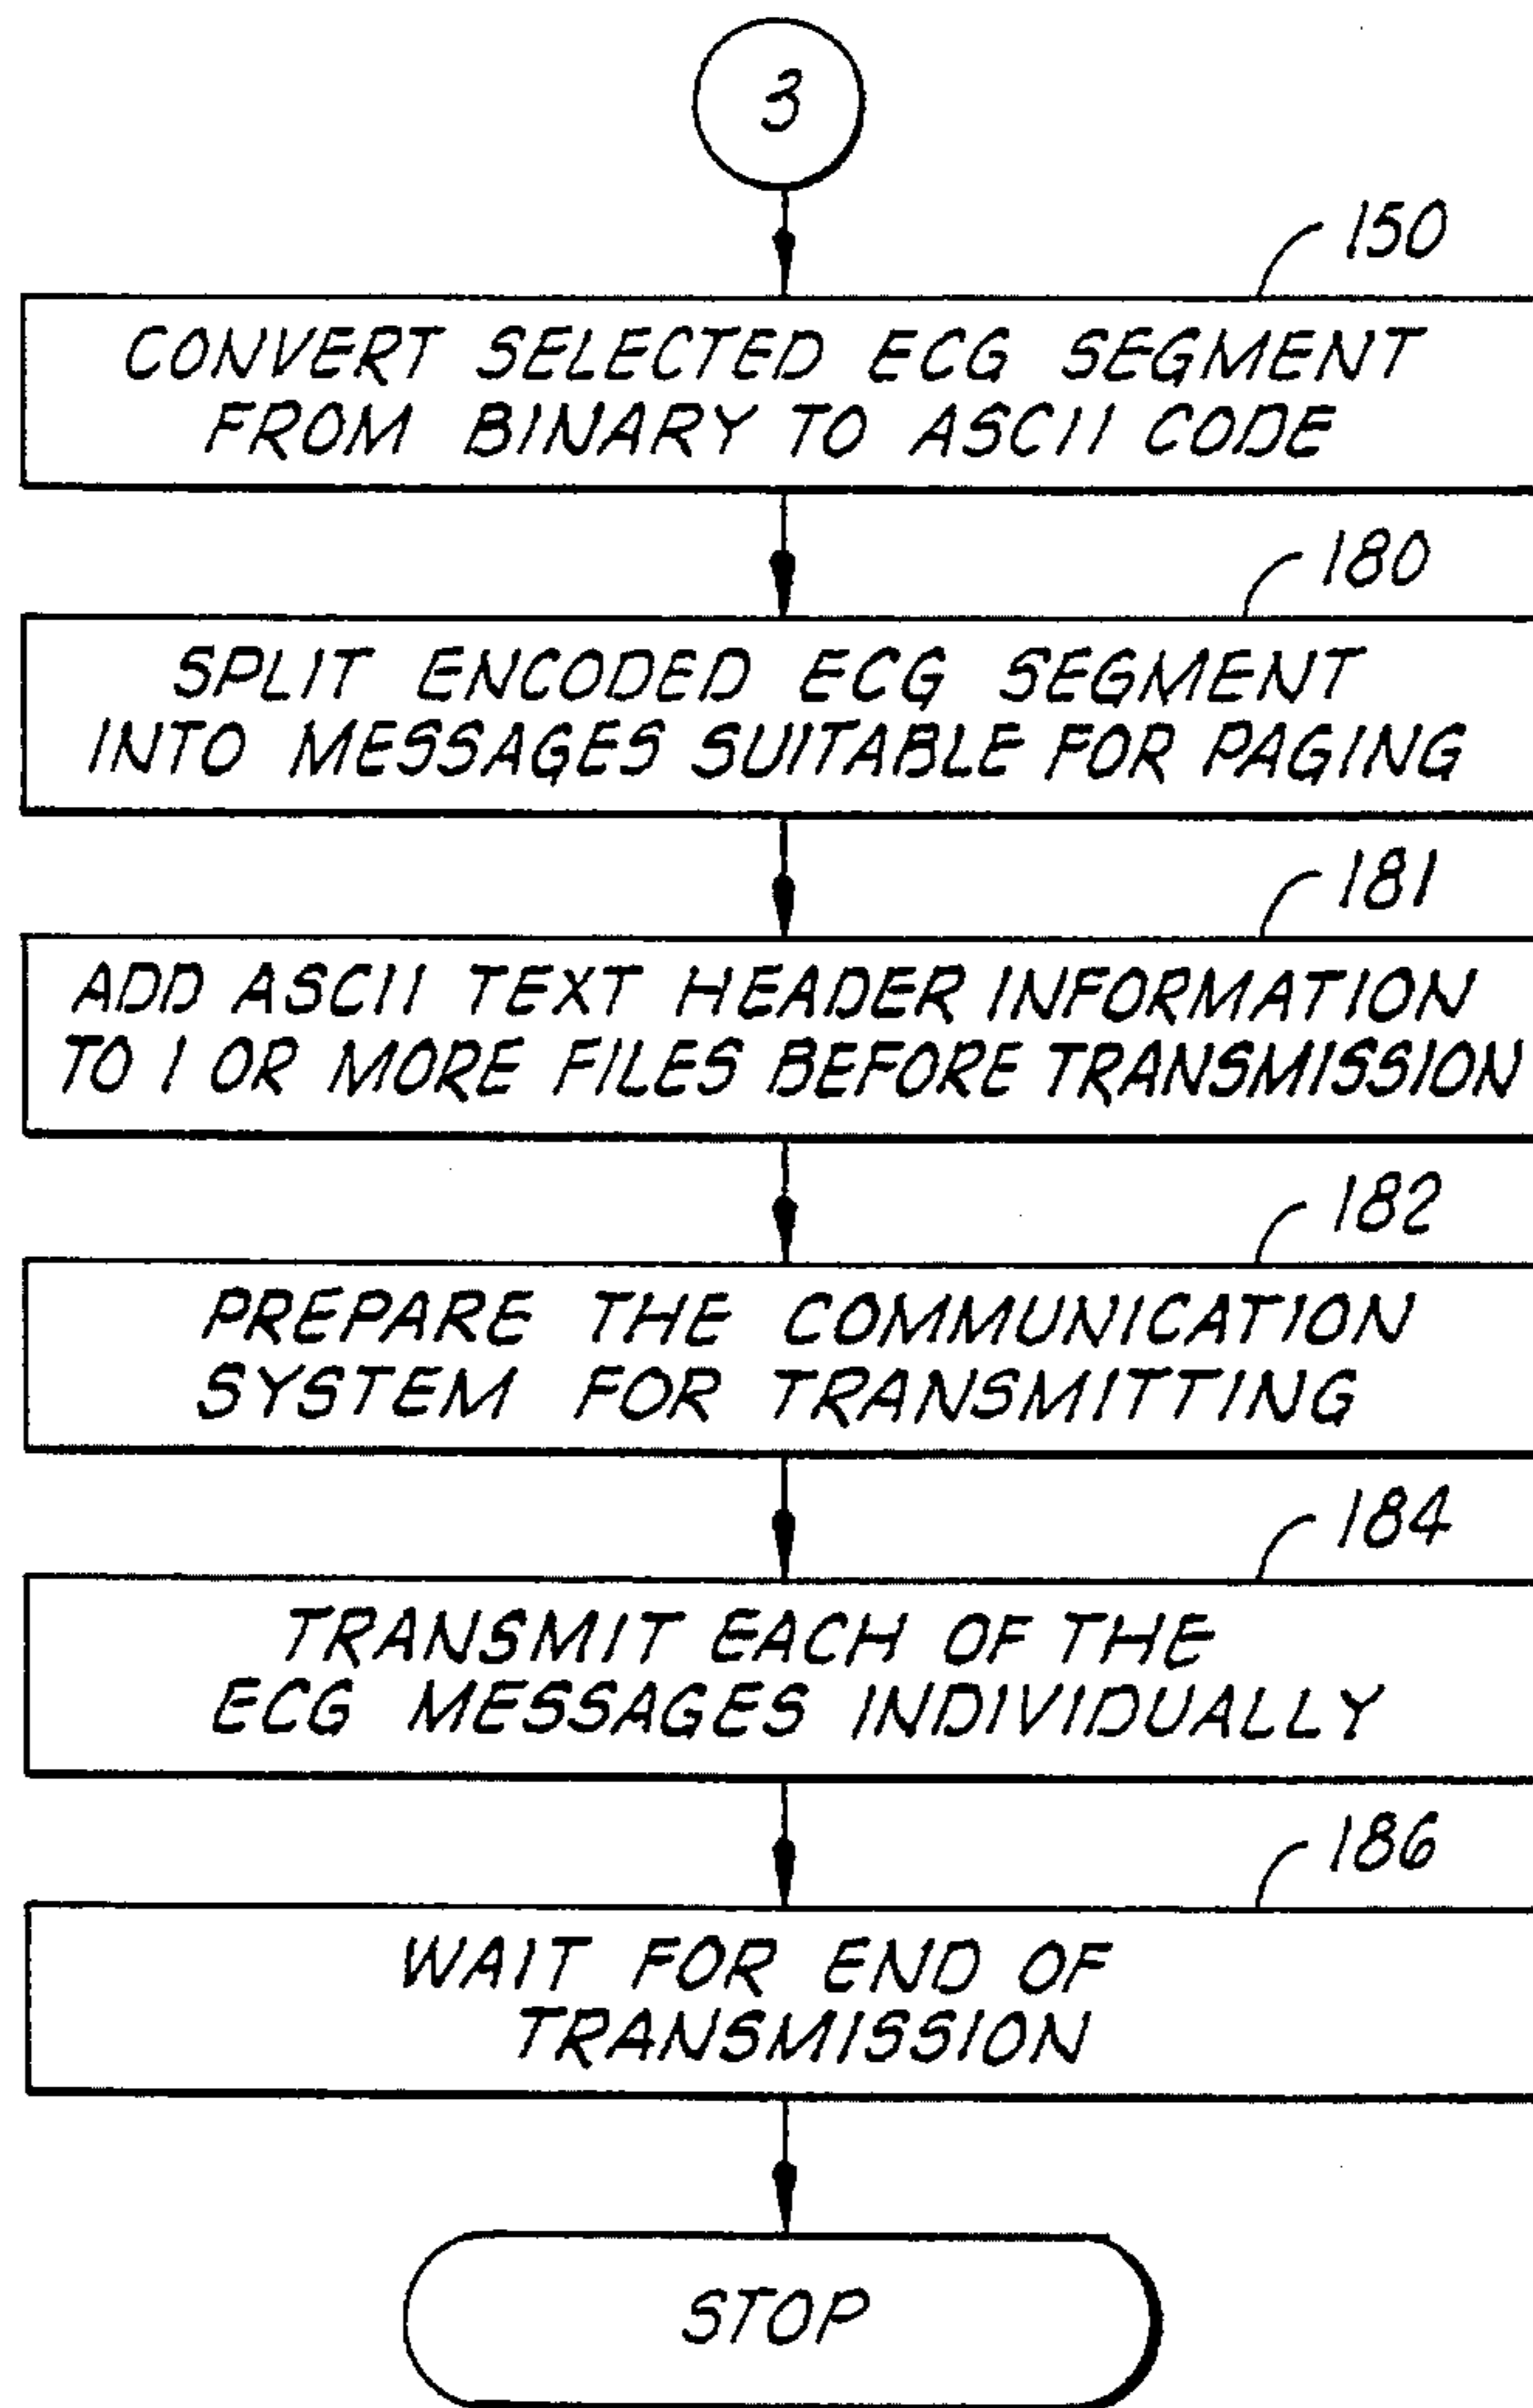 3
150
CONVERT SELECTED ECG SEGMENT
FROM BINARY TO ASCII CODE
180
SPLIT ENCODED ECG SEGMENT
INTO MESSAGES SUITABLE FOR PAGING
181
ADD ASCII TEXT HEADER INFORMATION
TO 1 OR MORE FILES BEFORE TRANSMISSION
182
PREPARE THE COMMUNICATION
SYSTEM FOR TRANSMITTING
184
TRANSMIT EACH OF THE
ECG MESSAGES INDIVIDUALLY
186
WAIT FOR END OF
TRANSMISSION
STOP